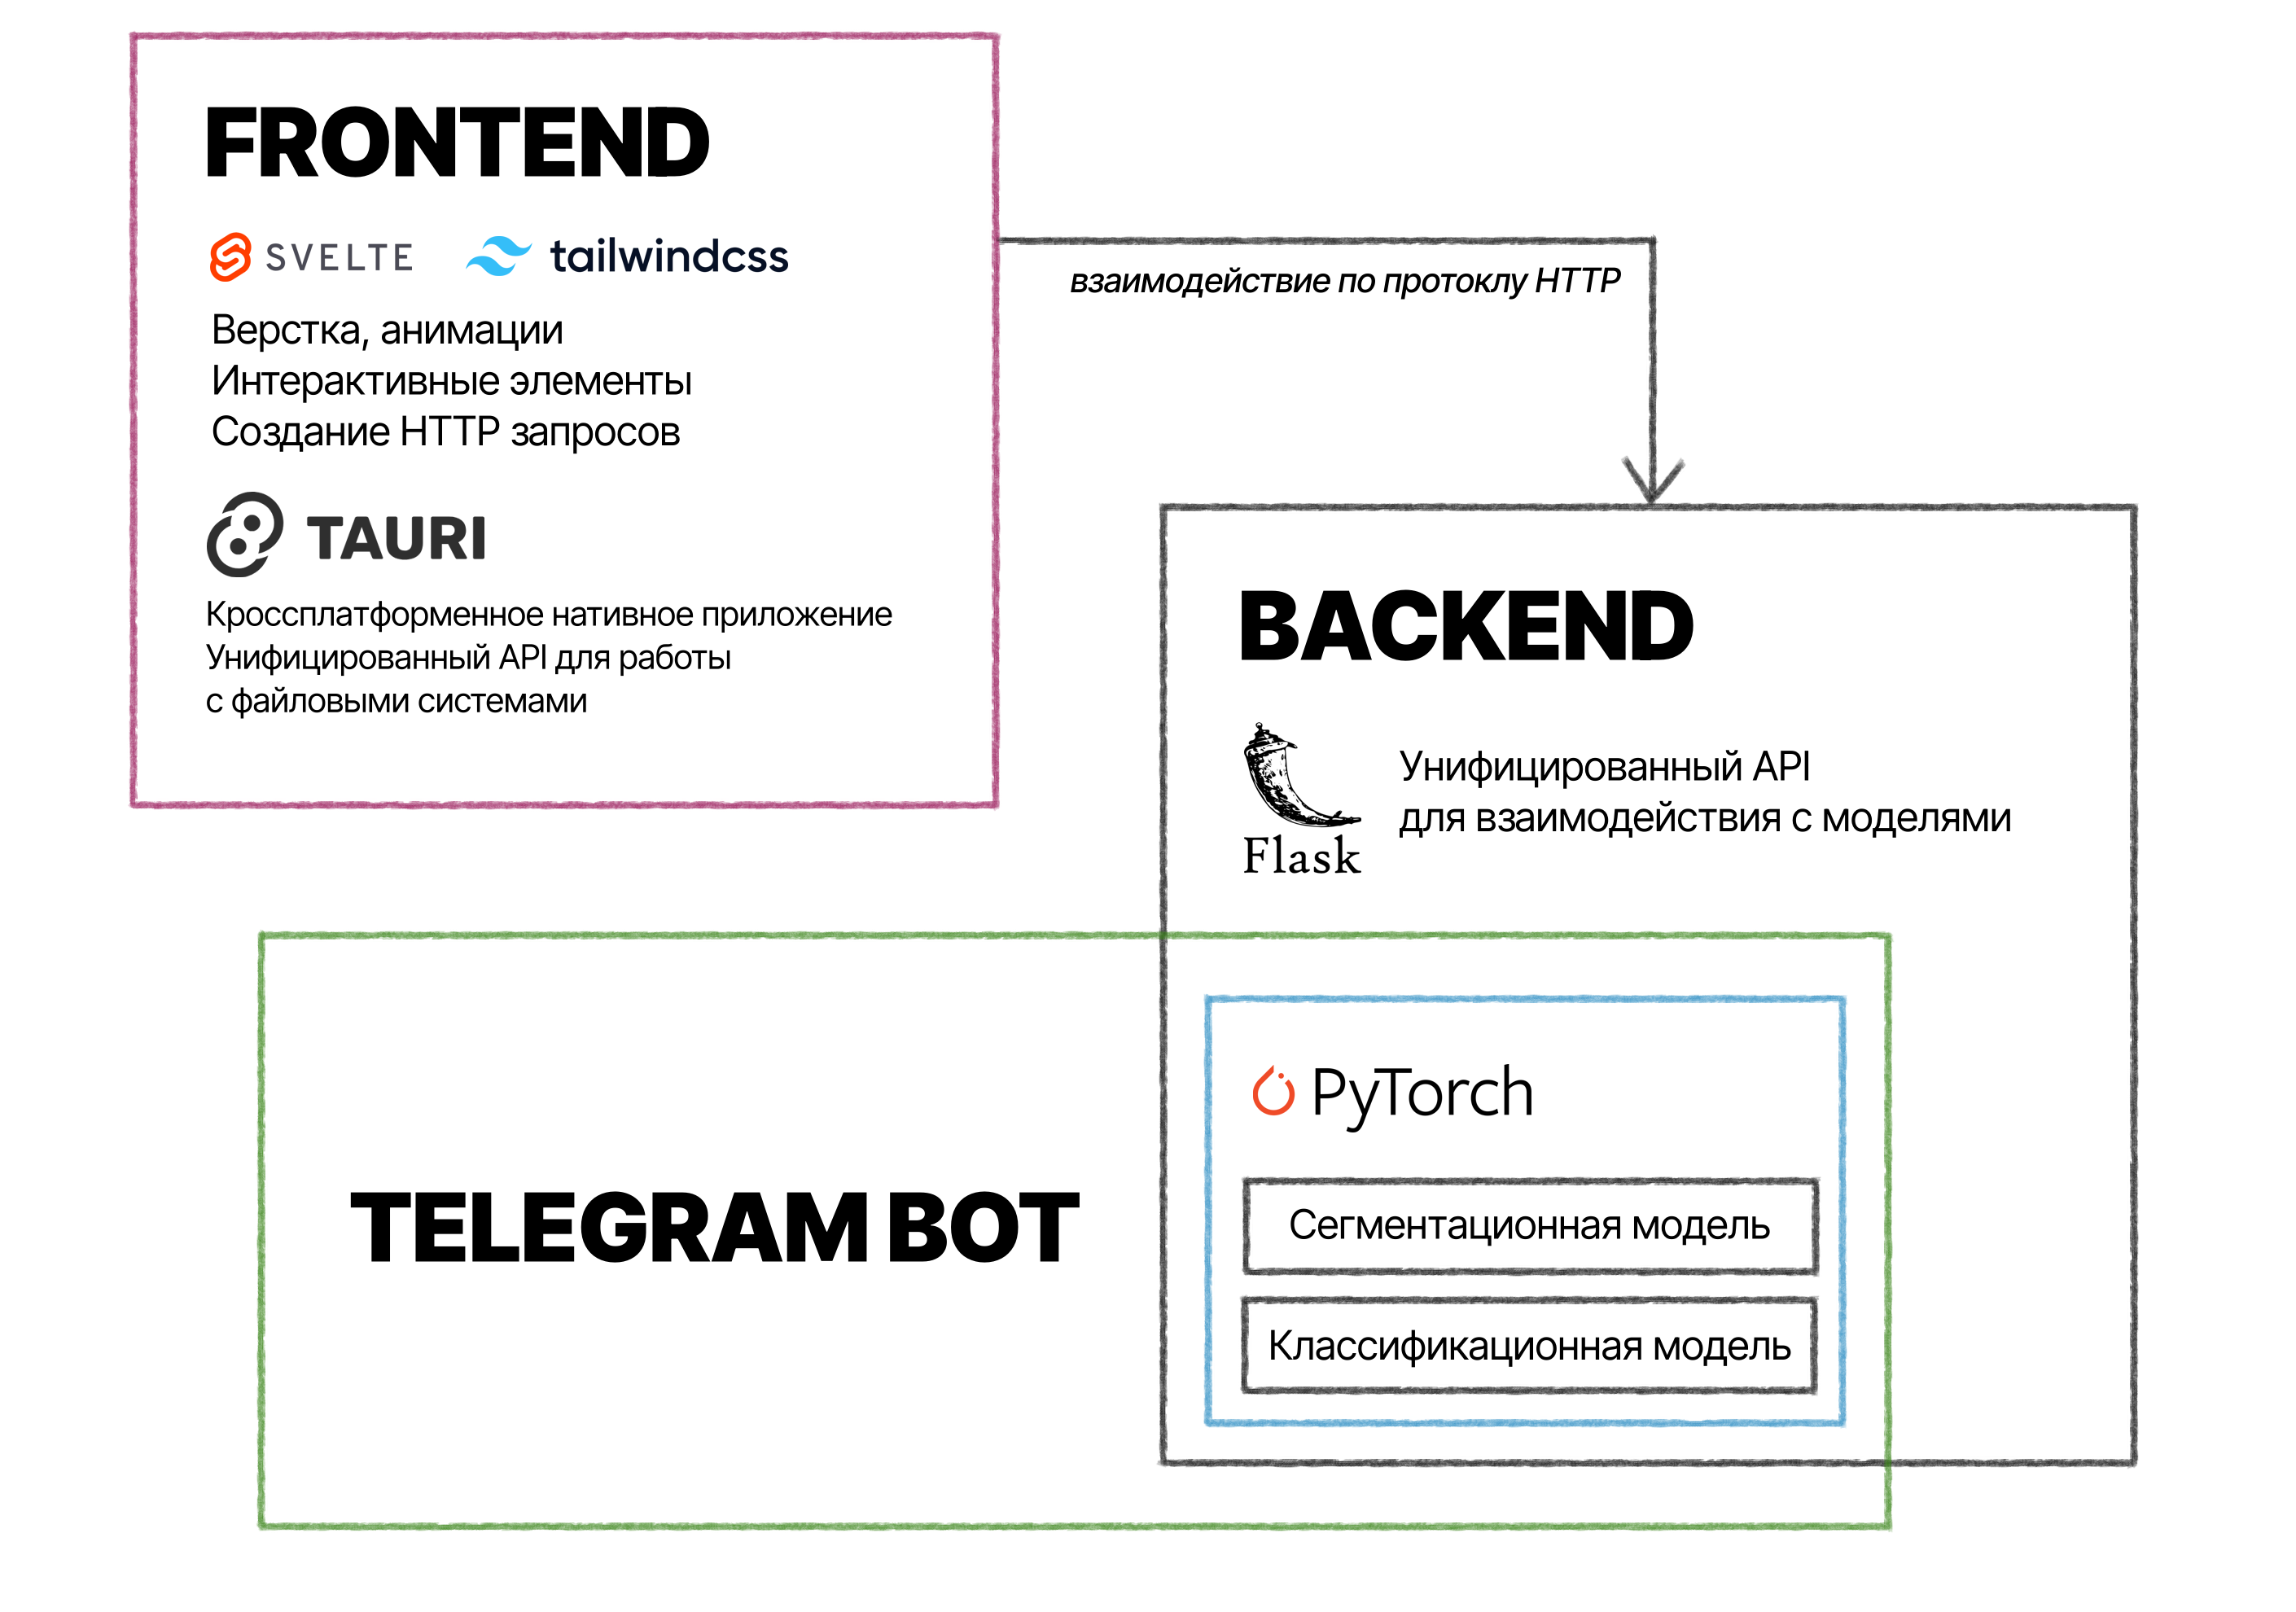 FRONTEND
SVELTE tailwindcss
Верстка, анимации
Интерактивные элементы
Создание HTTP запросов
TAURI
Кроссплатформенное нативное приложение
Унифицированный API для работы
с файловыми системами
взаимодействие по протоклу HTTP
BACKEND
Flask
Унифицированный API
для взаимодействия с моделями
TELEGRAM BOT
PyTorch
Сегментационная модель
Классификационная модель